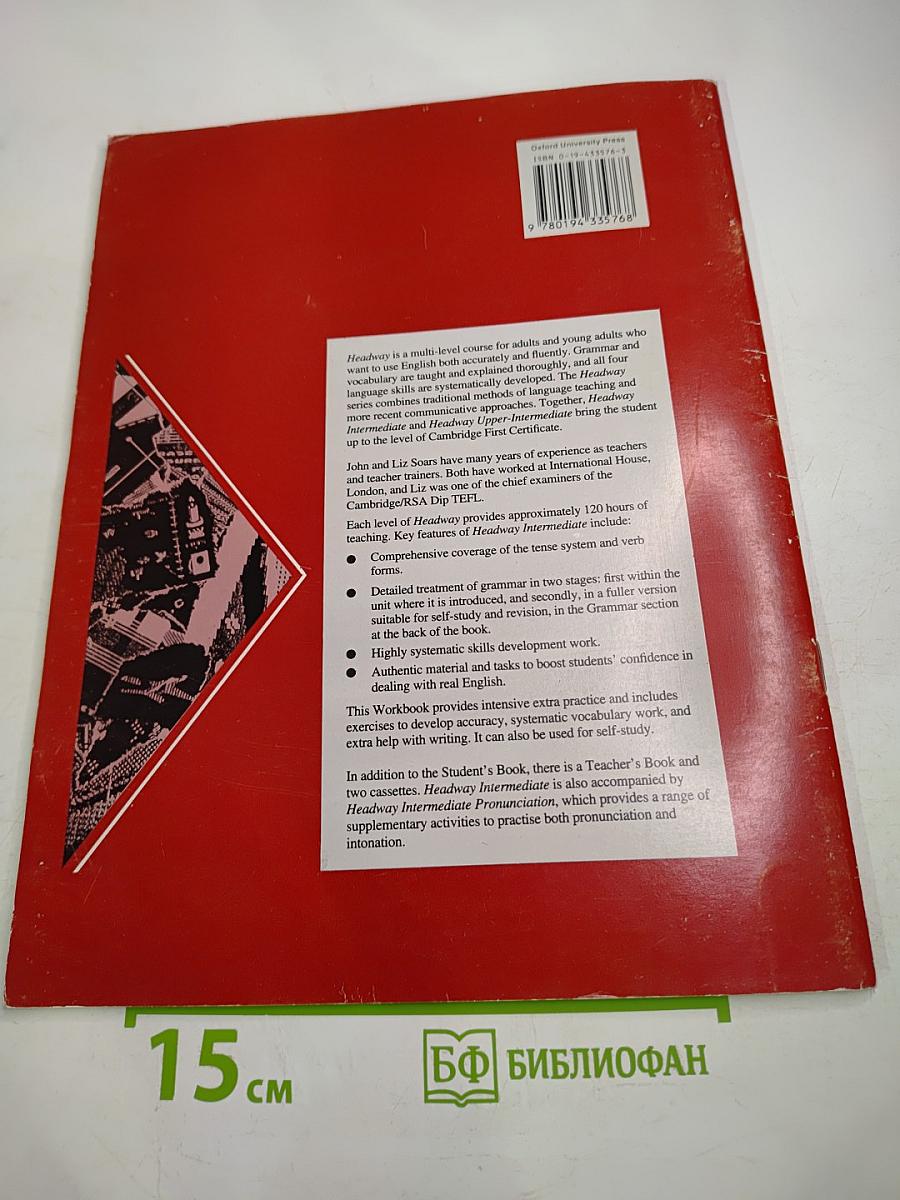 Oxford University Press
ISBN 0-19-433576-3
9 780194 335768
Headway is a multi-level course for adults and young adults who
want to use English both accurately and fluently. Grammar and
vocabulary are taught and explained thoroughly, and all four
language skills are systematically developed. The Headway
series combines traditional methods of language teaching and
more recent communicative approaches. Together, Headway
Intermediate and Headway Upper-Intermediate bring the student
up to the level of Cambridge First Certificate.
John and Liz Soars have many years of experience as teachers
and teacher trainers. Both have worked at International House,
London, and Liz was one of the chief examiners of the
Cambridge/RSA Dip TEFL.
Each level of Headway provides approximately 120 hours of
teaching. Key features of Headway Intermediate include:
● Comprehensive coverage of the tense system and verb
forms.
● Detailed treatment of grammar in two stages: first within the
unit where it is introduced, and secondly, in a fuller version
suitable for self-study and revision, in the Grammar section
at the back of the book.
● Highly systematic skills development work.
● Authentic material and tasks to boost students' confidence in
dealing with real English.
This Workbook provides intensive extra practice and includes
exercises to develop accuracy, systematic vocabulary work, and
extra help with writing. It can also be used for self-study.
In addition to the Student's Book, there is a Teacher's Book and
two cassettes. Headway Intermediate is also accompanied by
Headway Intermediate Pronunciation, which provides a range of
supplementary activities to practise both pronunciation and
intonation.
15 см
БФ БИБЛИОФАН